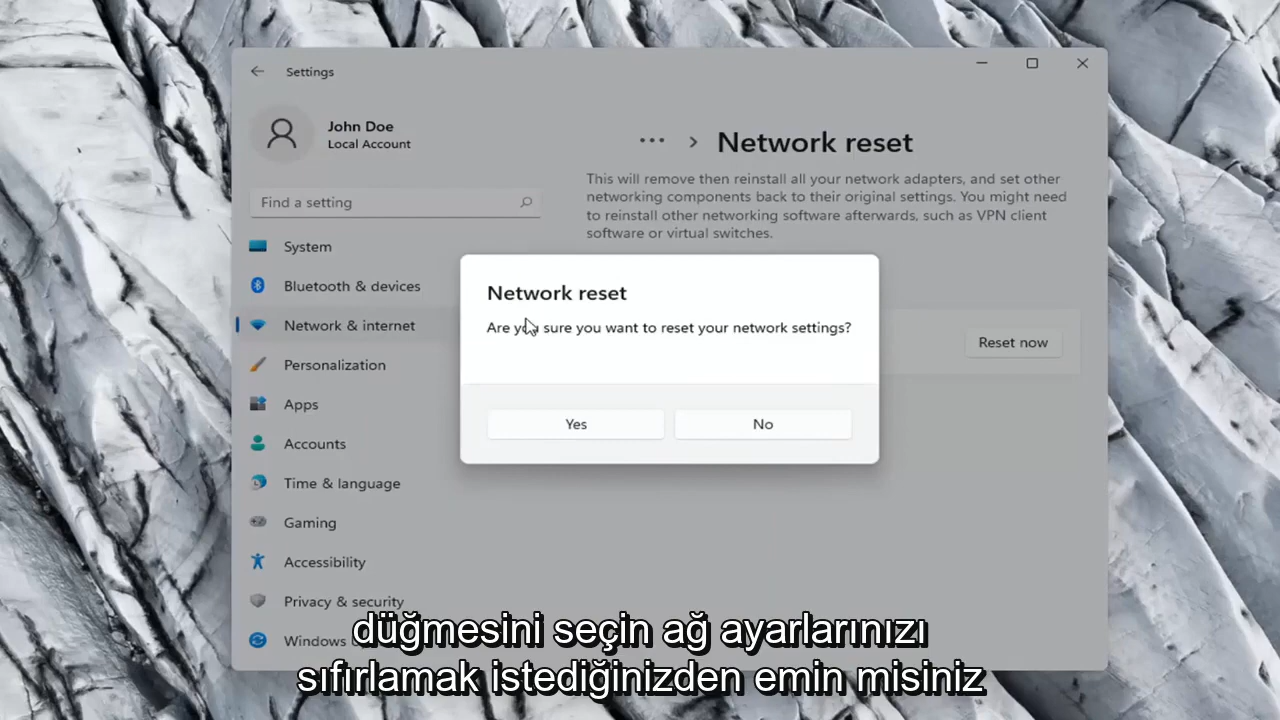 Settings
John Doe
Local Account
Find a setting
System
Bluetooth & devices
Network & internet
Personalization
Apps
Accounts
Time & language
Gaming
Accessibility
Privacy & security
Windows
... > Network reset
This will remove then reinstall all your network adapters, and set other
networking components back to their original settings. You might need
to reinstall other networking software afterwards, such as VPN client
software or virtual switches.
Reset now
Network reset
Are you sure you want to reset your network settings?
Yes
No
düğmesini seçin ağ ayarlarınızı
sıfırlamak istediğinizden emin misiniz